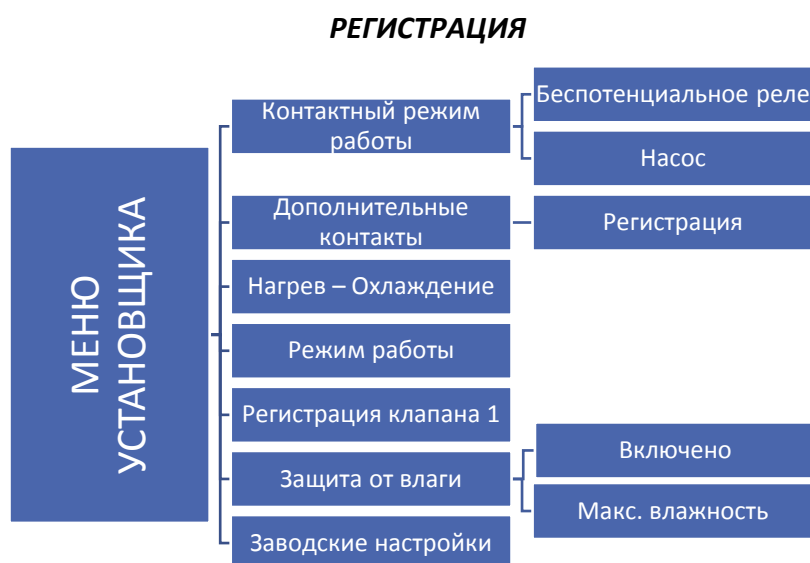 РЕГИСТРАЦИЯ
МЕНЮ
УСТАНОВЩИКА
Контактный режим
работы
Беспотенциальное реле
Насос
Дополнительные
контакты
Регистрация
Нагрев – Охлаждение
Режим работы
Регистрация клапана 1
Защита от влаги
Включено
Макс. влажность
Заводские настройки